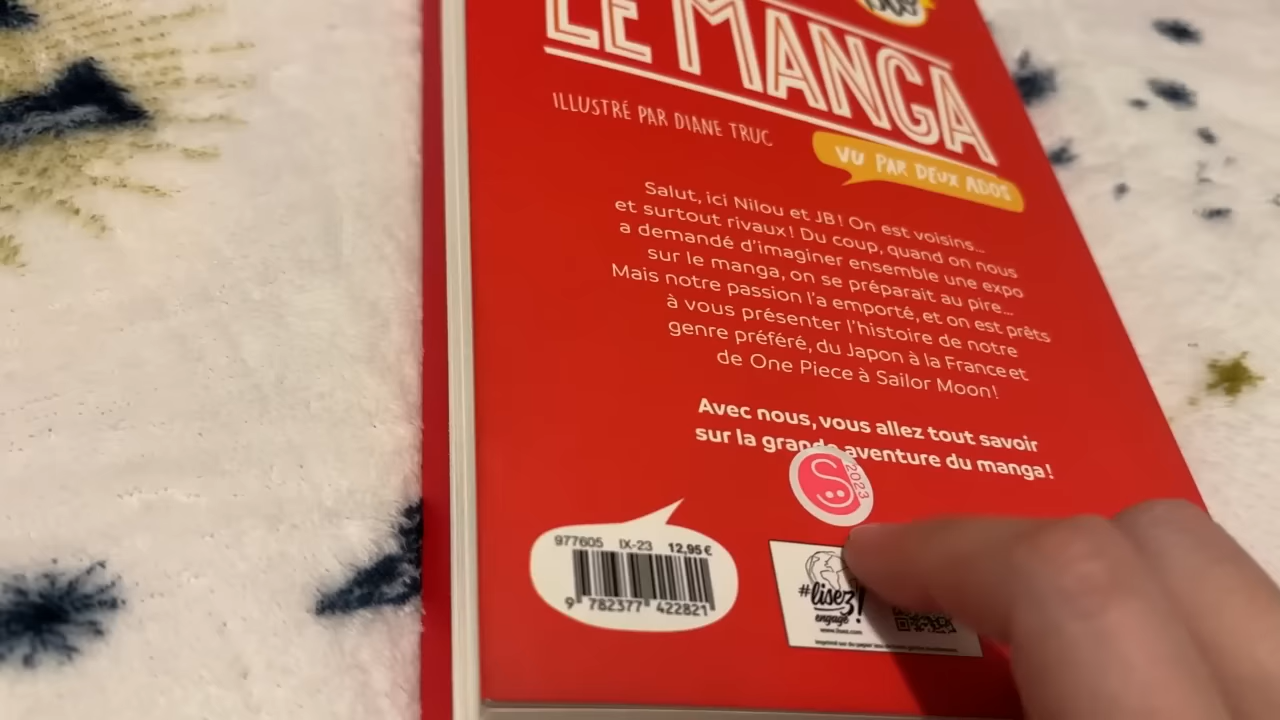 LE MANGA
ILLUSTRÉ PAR DIANE TRUC
VU PAR DEUX ADOS
Salut, ici Nilou et JB! On est voisins...
et surtout rivaux! Du coup, quand on nous
a demandé d'imaginer ensemble une expo
sur le manga, on se préparait au pire...
Mais notre passion l'a emporté, et on est prêts
à vous présenter l'histoire de notre
genre préféré, du Japon à la France et
de One Piece à Sailor Moon!
Avec nous, vous allez tout savoir
sur la grande aventure du manga!
S 2023
977605 IX-23 12,95 €
9 782377 422821
#lisez!
engagé
www.lisez.com